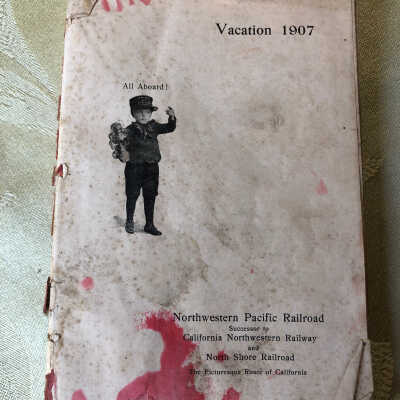 Vacation 1907
All Aboard!
Northwestern Pacific Railroad
Successor to
California Northwestern Railway
and
North Shore Railroad
The Picturesque Route of California